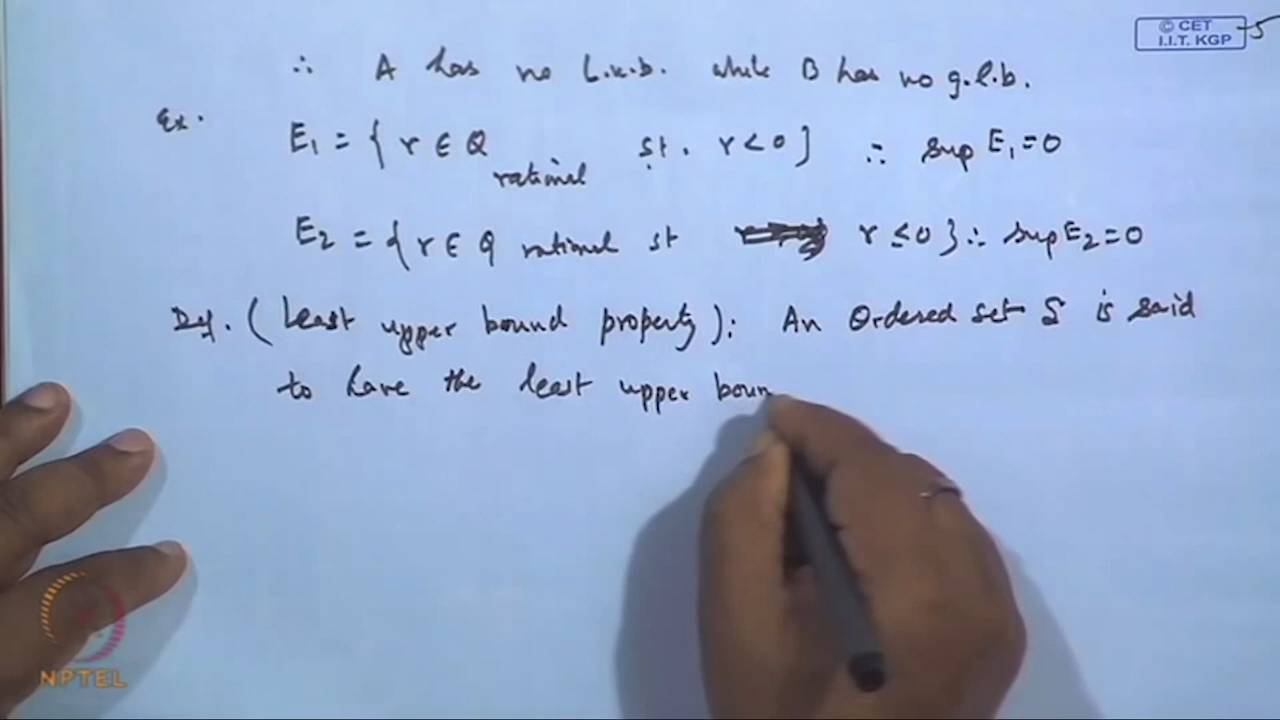 © CET
I.I.T. KGP
-5
∴ A has no l.u.b. while B has no g.l.b.
Ex.
E₁ = { r ∈ Q rational st. r < 0 } ∴ sup E₁ = 0
E₂ = { r ∈ Q rational st r ≤ 0 } ∴ sup E₂ = 0
Def. (Least upper bound property): An Ordered set S is said
to have the least upper boun
NPTEL